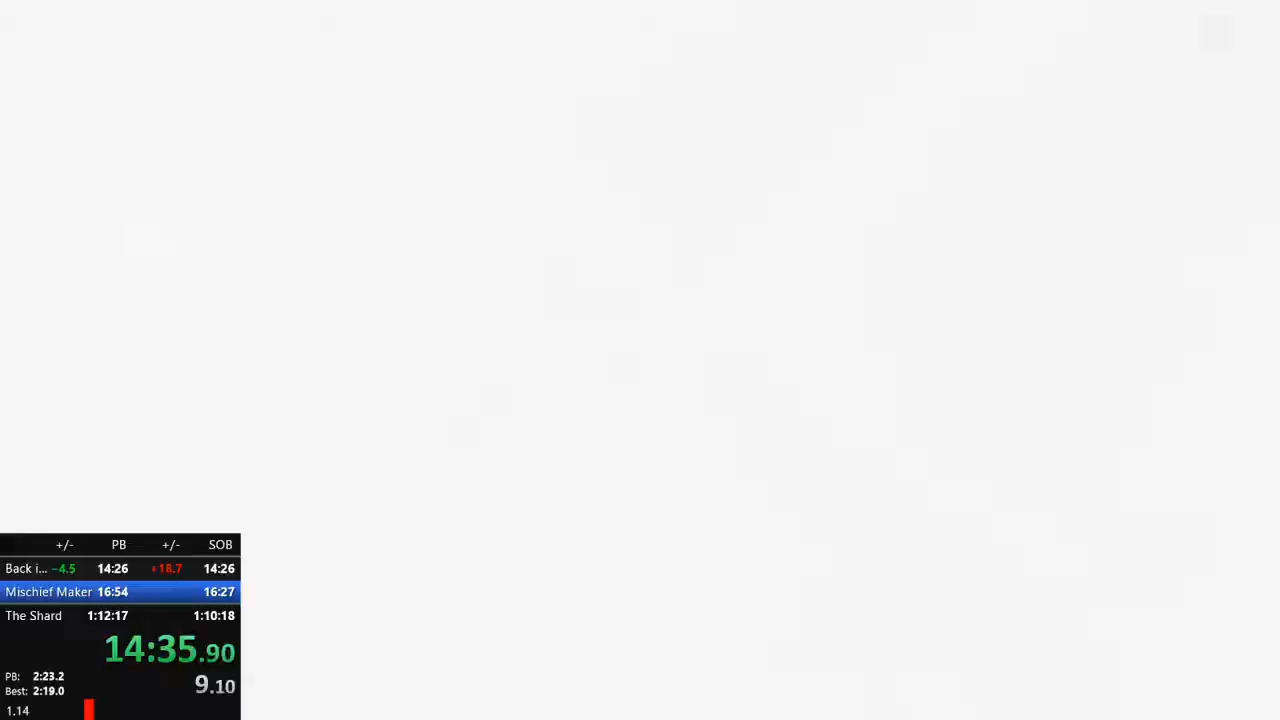 +/- PB +/- SOB
Back i... −4.5 14:26 +18.7 14:26
Mischief Maker 16:54 16:27
The Shard 1:12:17 1:10:18
14:35.90
PB: 2:23.2
9.10
Best: 2:19.0
1.14